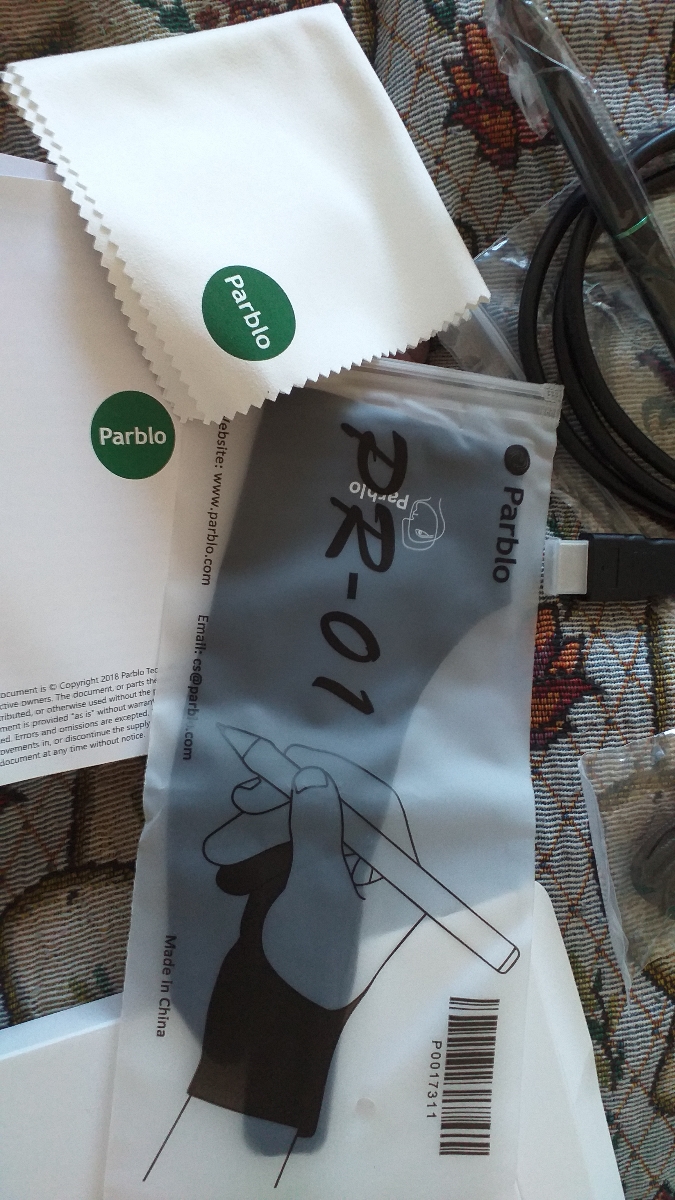 Parblo
Parblo
ebsite: www.parblo.com
Email: cs@parblo.com
Parblo
PR-01
Parblo
Made in China
P0017311
ocument is © Copyright 2018 Parblo Tec
ctive owners. The document, or parts the
tributed, or otherwise used without the
ment is provided "as is" without warran
ed. Errors and omissions are excepted.
ovements in, or discontinue the supply
document at any time without notice.